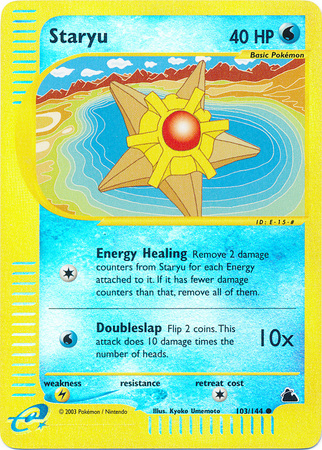 Staryu 40 HP
Basic Pokémon
ID: E-15-#
Energy Healing Remove 2 damage
counters from Staryu for each Energy
attached to it. If it has fewer damage
counters than that, remove all of them.
Doubleslap Flip 2 coins. This
attack does 10 damage times the
number of heads.
10x
weakness resistance retreat cost
e
© 2003 Pokémon / Nintendo Illus. Kyoko Umemoto 103/144 ●